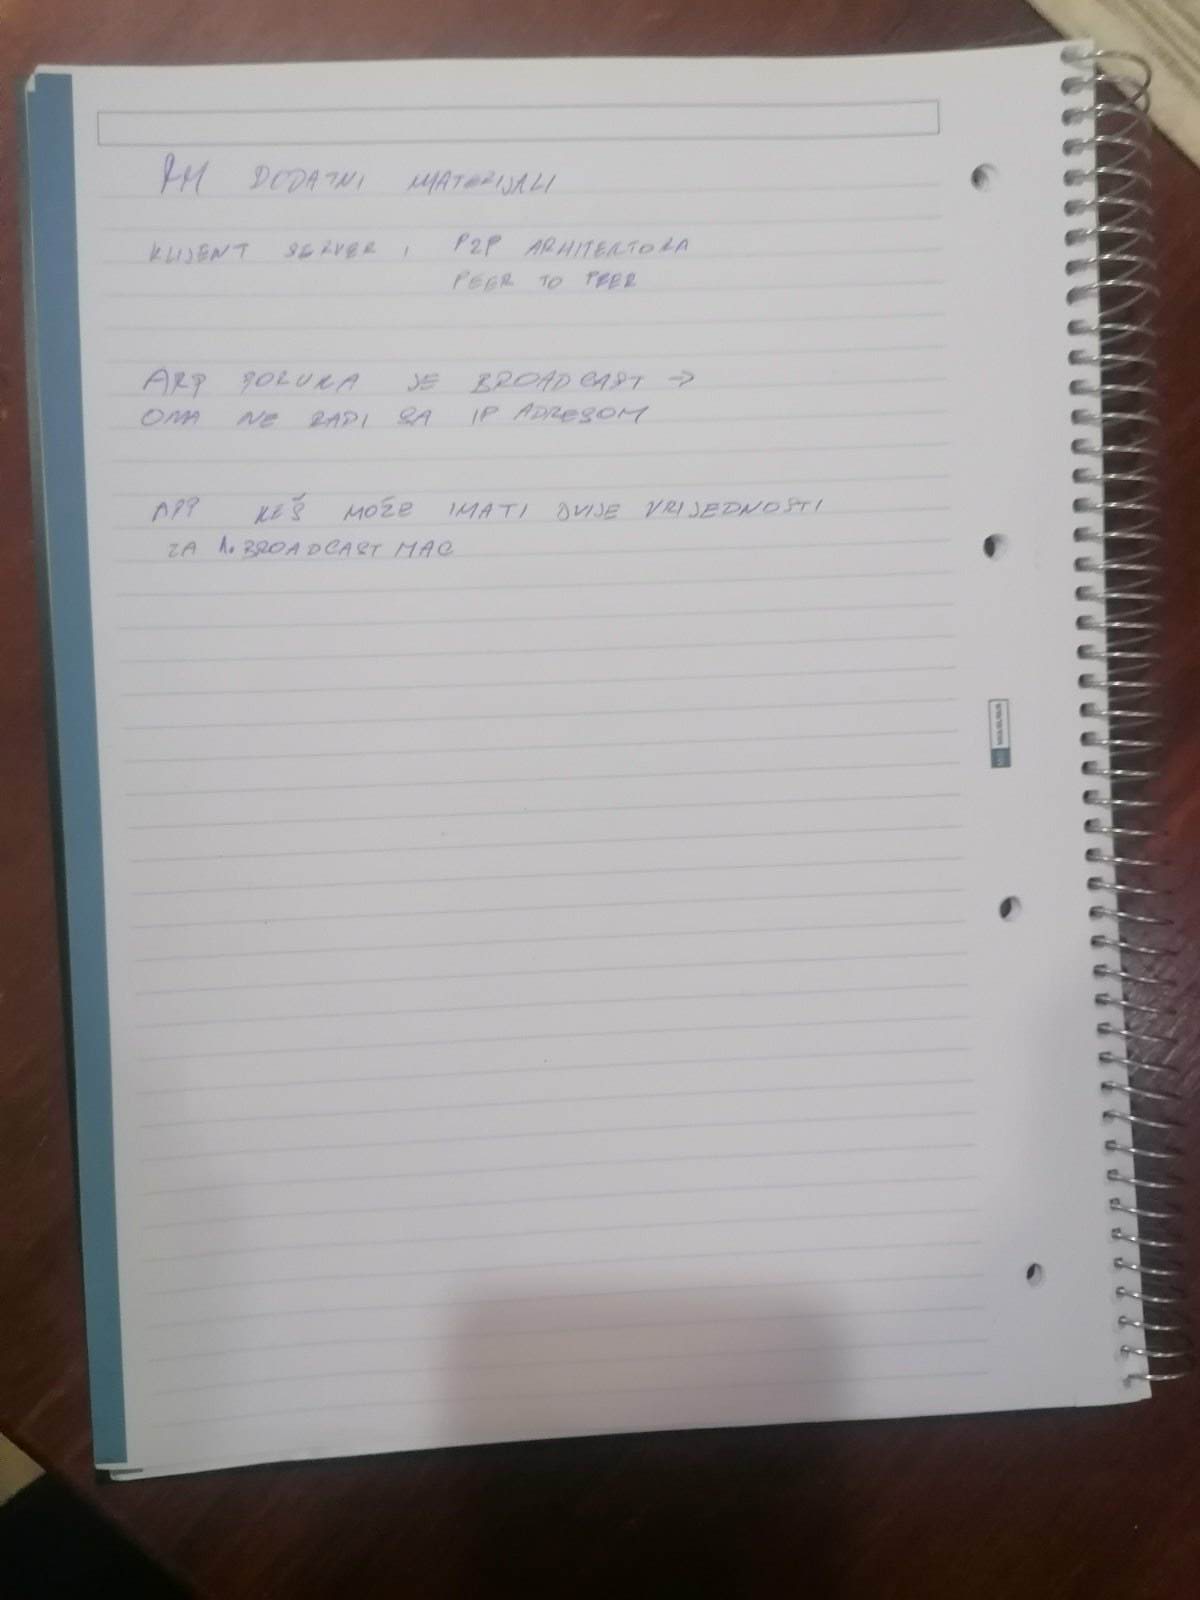 RM DODATNI MATERIJALI
KLIJENT SERVER, P2P ARHITEKTURA
PEER TO PEER
ARP PORUKA JE BROADCAST →
ONA NE RADI SA IP ADRESOM
ARP KEŠ MOŽE IMATI DVIJE VRIJEDNOSTI
ZA 1. BROADCAST MAC